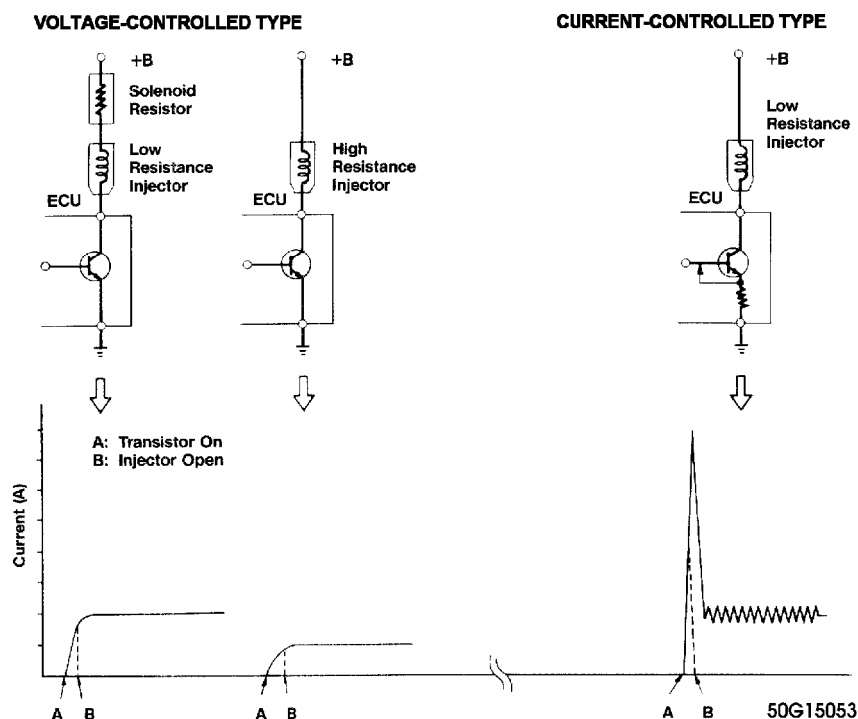 VOLTAGE-CONTROLLED TYPE
CURRENT-CONTROLLED TYPE
+B
+B
+B
Solenoid
Resistor
Low
Resistance
Injector
High
Resistance
Injector
Low
Resistance
Injector
ECU
ECU
ECU
A: Transistor On
B: Injector Open
Current (A)
A B
A B
A B
50G15053